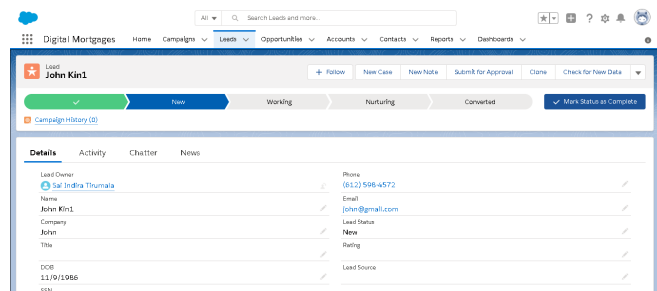 All
Search Leads and more...
Digital Mortgages Home Campaigns Leads Opportunities Accounts Contacts Reports Dashboards
Lead
John Kin1
+ Follow New Case New Note Submit for Approval Clone Check for New Data
New Working Nurturing Converted Mark Status as Complete
Campaign History (0)
Details Activity Chatter News
Lead Owner Phone
Sai Indira Tirumala (612) 598-4572
Name Email
John Kin1 john@gmail.com
Company Lead Status
John New
Title Rating
DOB Lead Source
11/9/1986
SSN